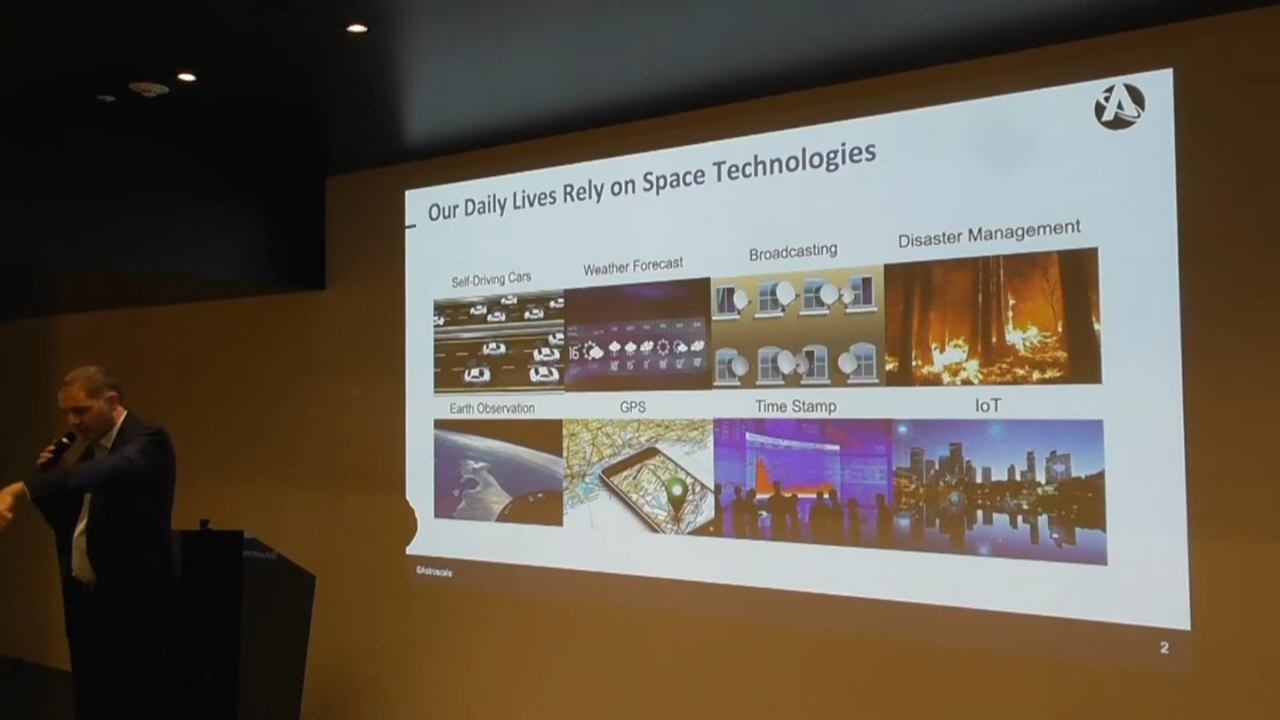 Our Daily Lives Rely on Space Technologies
Self-Driving Cars
Weather Forecast
Broadcasting
Disaster Management
16
Earth Observation
GPS
Time Stamp
IoT
©Astroscale
2